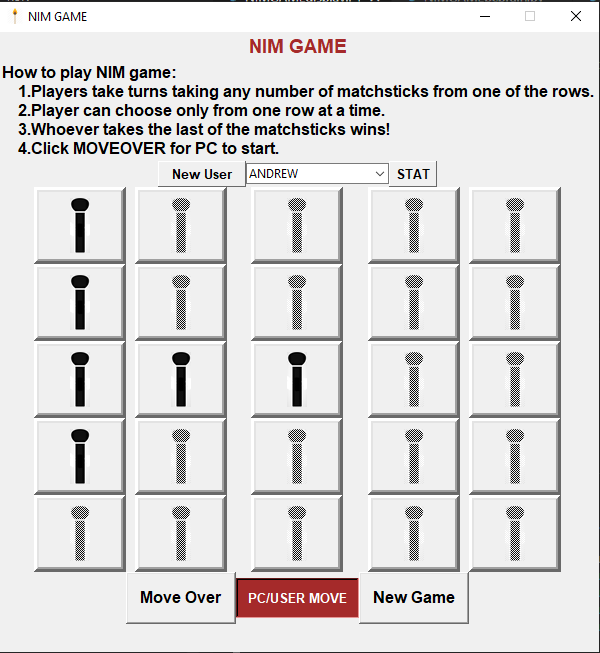 NIM GAME
NIM GAME
How to play NIM game:
1.Players take turns taking any number of matchsticks from one of the rows.
2.Player can choose only from one row at a time.
3.Whoever takes the last of the matchsticks wins!
4.Click MOVEOVER for PC to start.
New User ANDREW STAT
Move Over PC/USER MOVE New Game